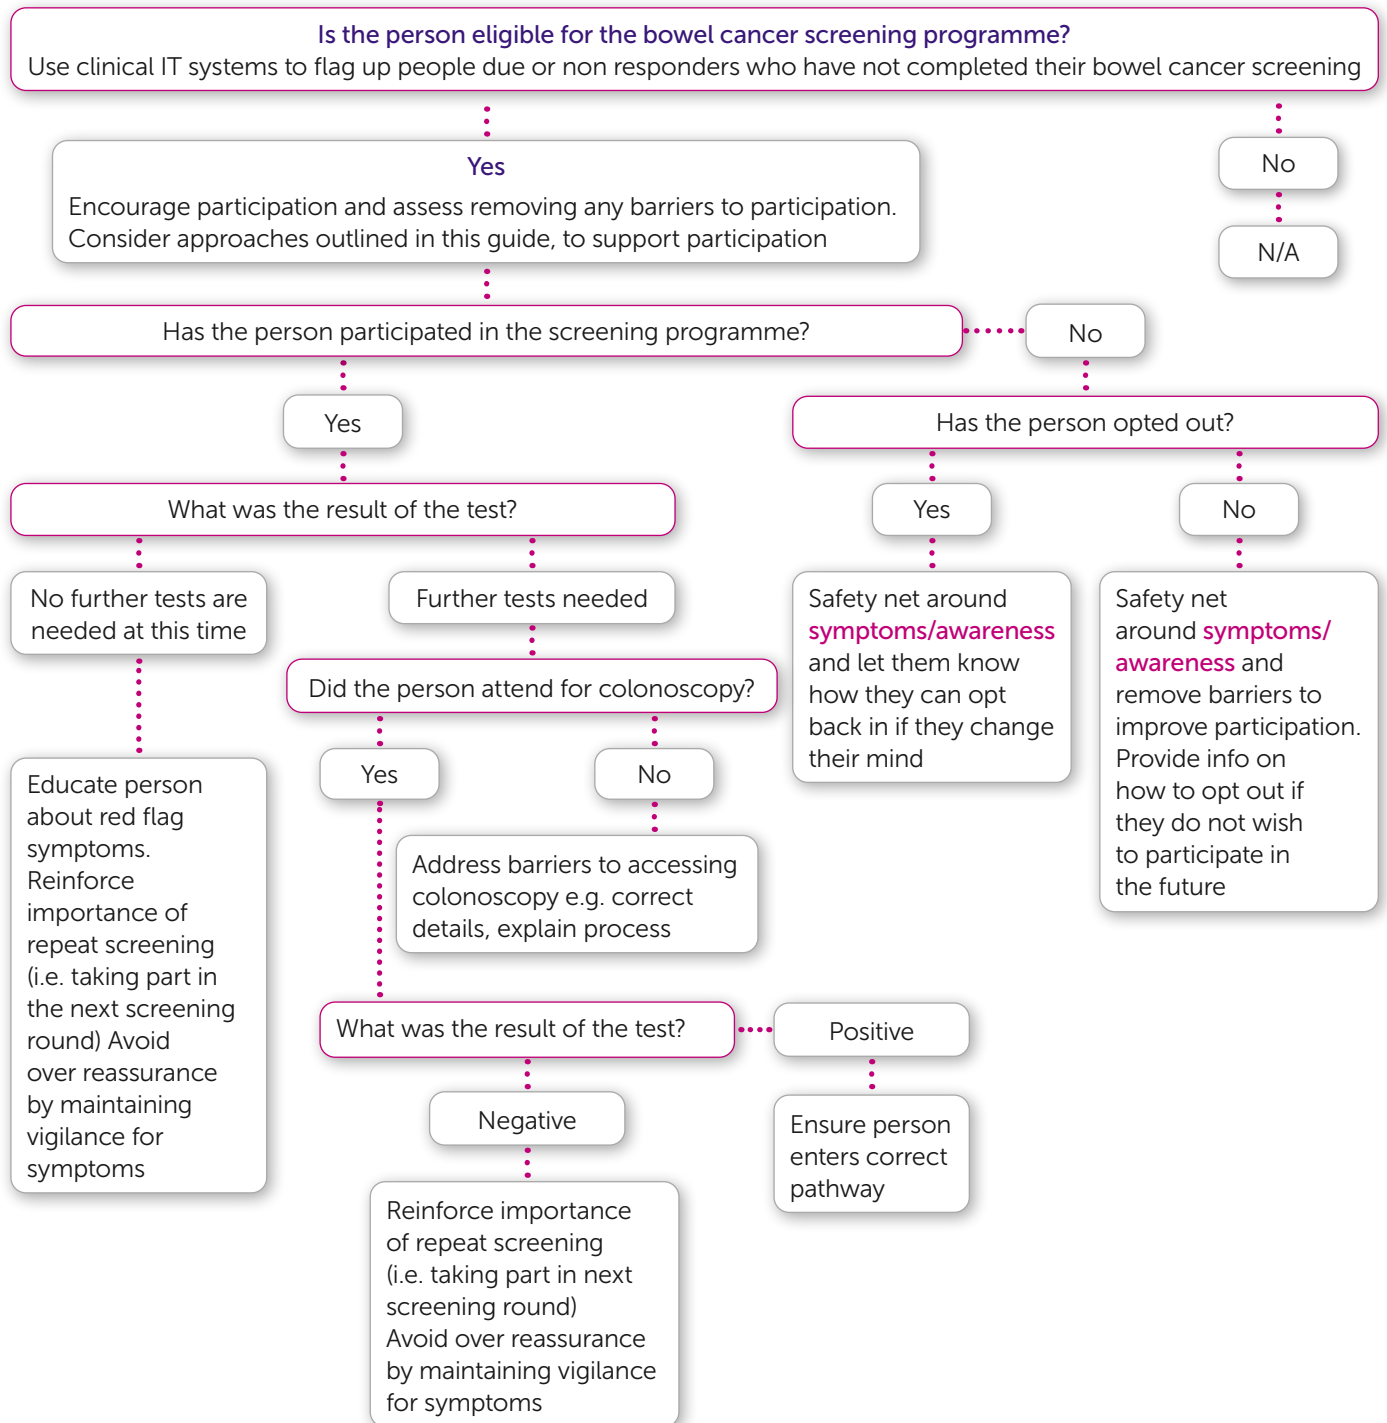 Is the person eligible for the bowel cancer screening programme?
Use clinical IT systems to flag up people due or non responders who have not completed their bowel cancer screening
Yes
Encourage participation and assess removing any barriers to participation.
Consider approaches outlined in this guide, to support participation
No
N/A
Has the person participated in the screening programme?
No
Yes
Has the person opted out?
What was the result of the test?
Yes
No
No further tests are
needed at this time
Further tests needed
Safety net around
symptoms/awareness
and let them know
how they can opt
back in if they change
their mind
Safety net
around symptoms/
awareness and
remove barriers to
improve participation.
Provide info on
how to opt out if
they do not wish
to participate in
the future
Did the person attend for colonoscopy?
Yes
No
Educate person
about red flag
symptoms.
Reinforce
importance of
repeat screening
(i.e. taking part in
the next screening
round) Avoid
over reassurance
by maintaining
vigilance for
symptoms
Address barriers to accessing
colonoscopy e.g. correct
details, explain process
What was the result of the test?
Positive
Negative
Ensure person
enters correct
pathway
Reinforce importance
of repeat screening
(i.e. taking part in next
screening round)
Avoid over reassurance
by maintaining vigilance
for symptoms